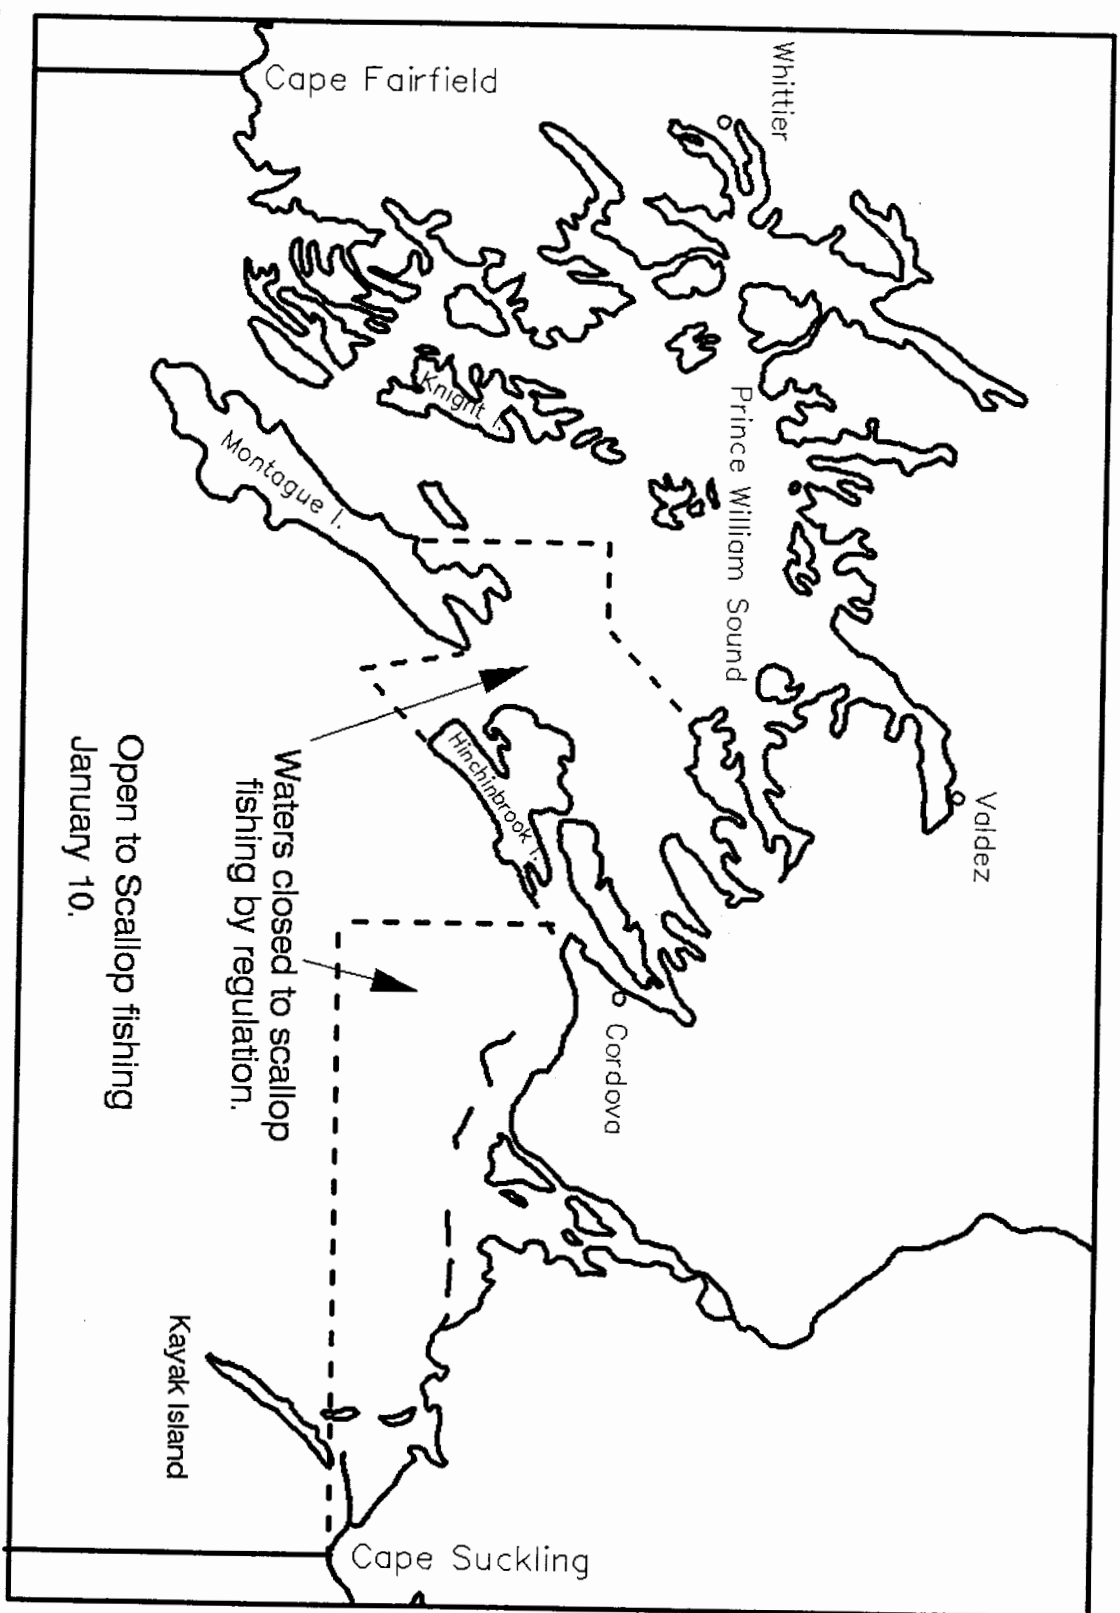 Whittier
Valdez
Prince William Sound
Cordova
Knight I.
Montague I.
Hinchinbrook I.
Cape Fairfield
Cape Suckling
Kayak Island
Waters closed to scallop
fishing by regulation.
Open to Scallop fishing
January 10.